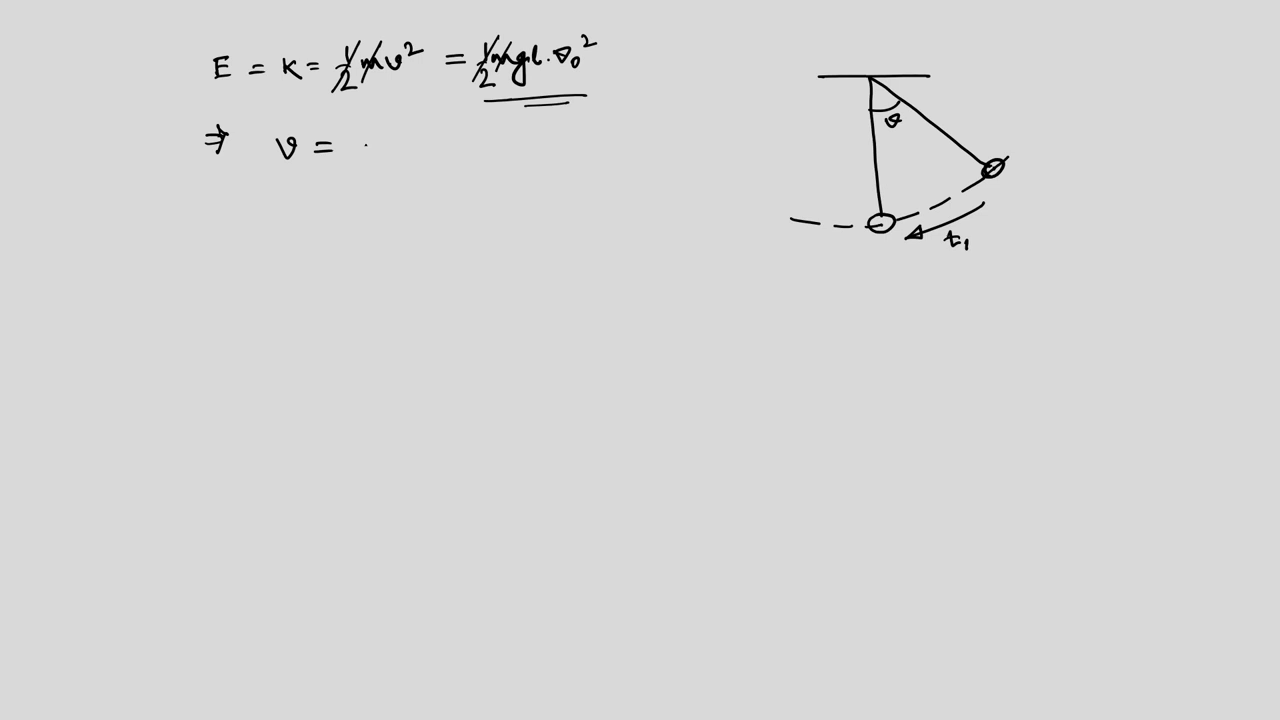 E = K = 1/2 mv² = 1/2 mgl·θ₀²
⇒ v =
θ
t₁